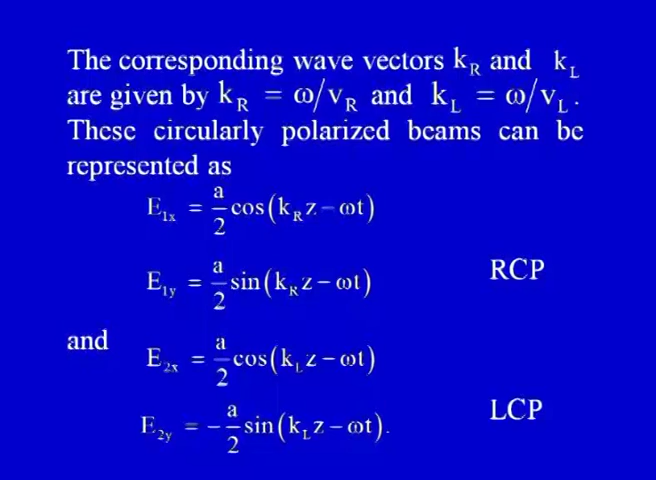 The corresponding wave vectors k_R and k_L
are given by k_R = ω/v_R and k_L = ω/v_L.
These circularly polarized beams can be
represented as
E_1x = a/2 cos(k_R z − ωt)
RCP
E_1y = a/2 sin(k_R z − ωt)
and
E_2x = a/2 cos(k_L z − ωt)
LCP
E_2y = −a/2 sin(k_L z − ωt).